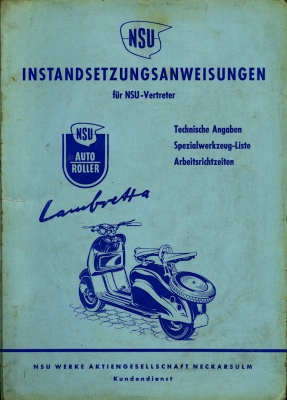 NSU
INSTANDSETZUNGSANWEISUNGEN
für NSU-Vertreter
NSU
AUTO
ROLLER
Technische Angaben
Spezialwerkzeug-Liste
Arbeitsrichtzeiten
Lambretta
NSU WERKE AKTIENGESELLSCHAFT NECKARSULM
Kundendienst